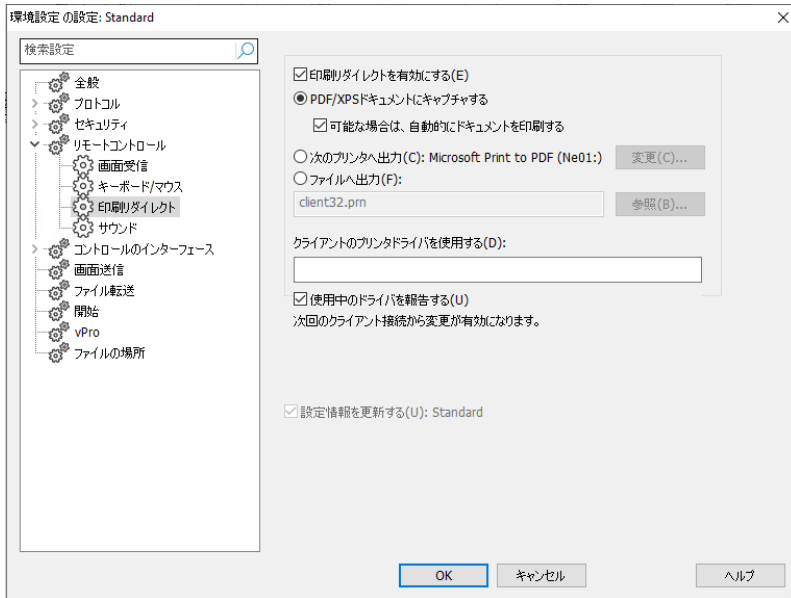 環境設定 の設定: Standard
検索設定
全般
プロトコル
セキュリティ
リモートコントロール
画面受信
キーボード/マウス
印刷リダイレクト
サウンド
コントロールのインターフェース
画面送信
ファイル転送
開始
vPro
ファイルの場所
印刷リダイレクトを有効にする(E)
PDF/XPSドキュメントにキャプチャする
可能な場合は、自動的にドキュメントを印刷する
次のプリンタへ出力(C): Microsoft Print to PDF (Ne01:)
変更(C)...
ファイルへ出力(F):
client32.prn
参照(B)...
クライアントのプリンタドライバを使用する(D):
使用中のドライバを報告する(U)
次回のクライアント接続から変更が有効になります。
設定情報を更新する(U): Standard
OK
キャンセル
ヘルプ